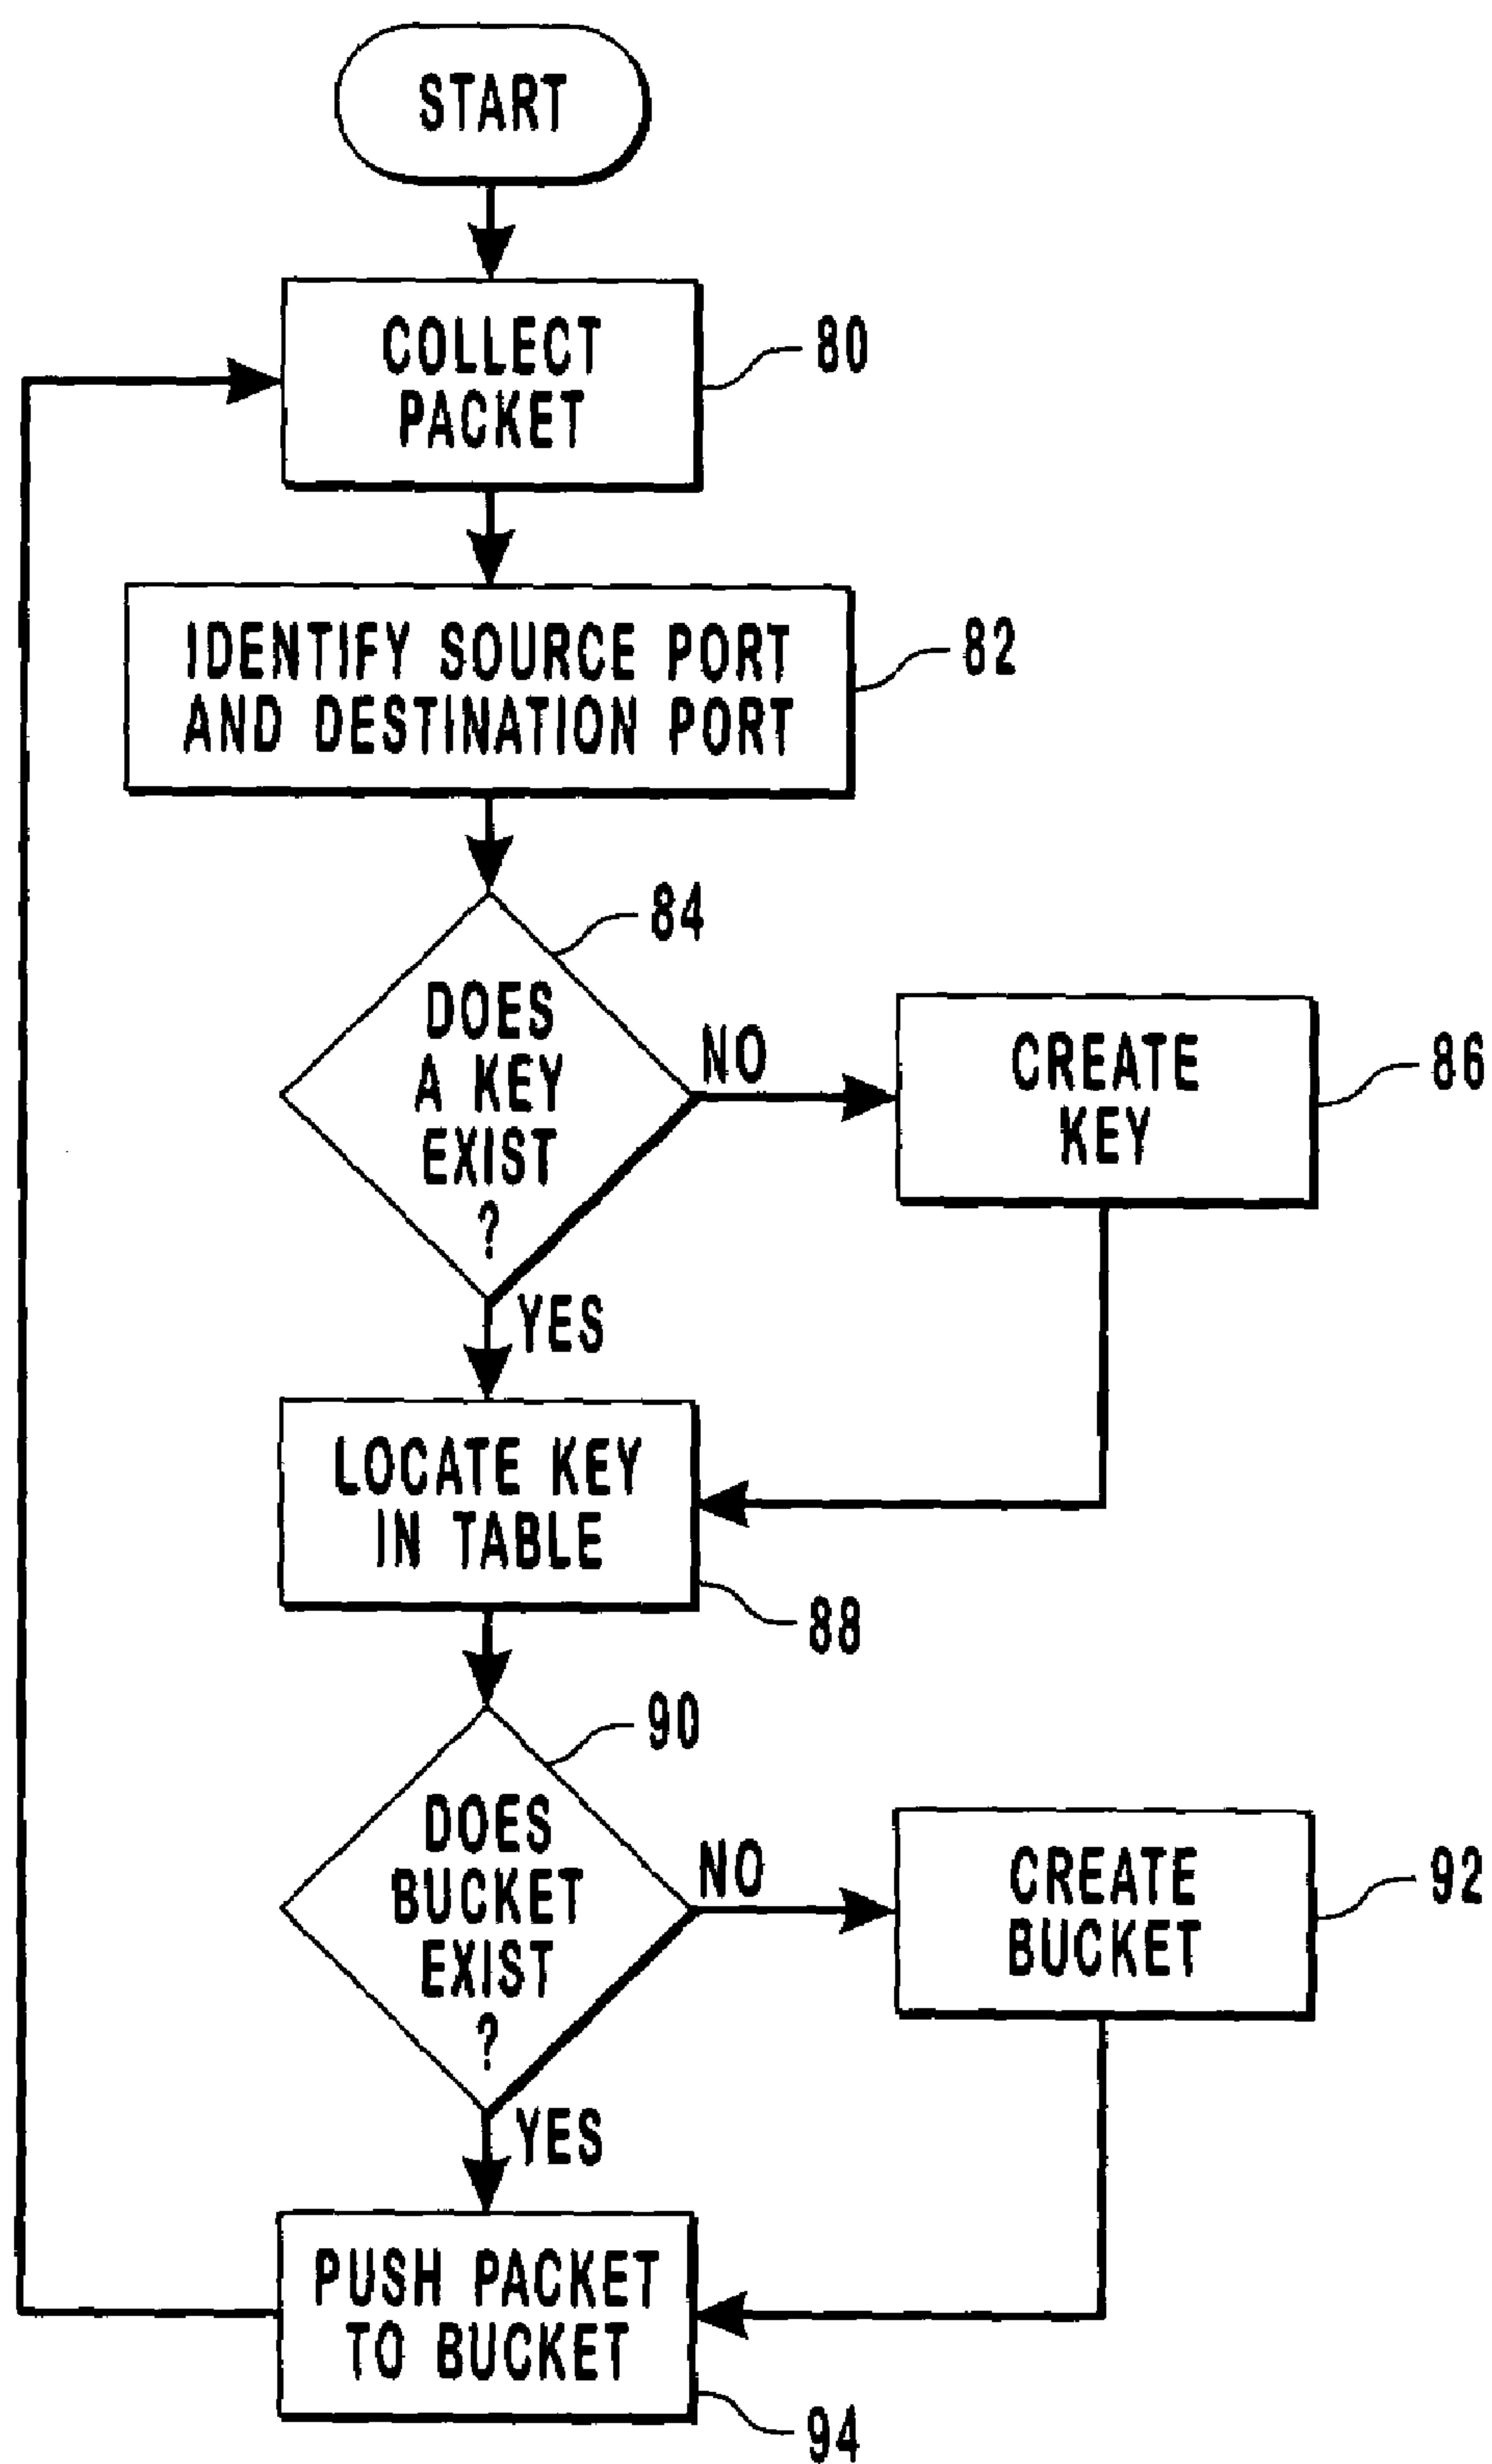 START
COLLECT
PACKET
80
IDENTIFY SOURCE PORT
AND DESTINATION PORT
82
84
DOES
A KEY
EXIST
?
NO
CREATE
KEY
86
YES
LOCATE KEY
IN TABLE
88
90
DOES
BUCKET
EXIST
?
NO
CREATE
BUCKET
92
YES
PUSH PACKET
TO BUCKET
94